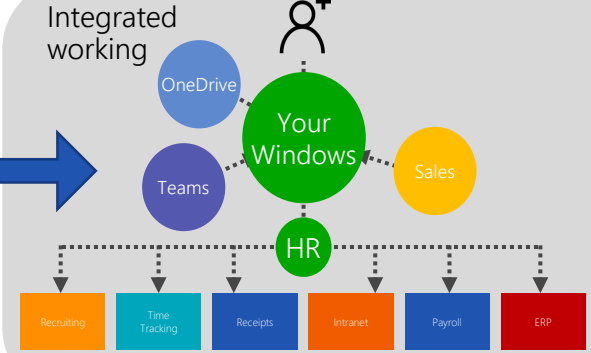 Integrated
working
OneDrive
Your
Windows
Teams
Sales
HR
Recruiting
Time
Tracking
Receipts
Intranet
Payroll
ERP